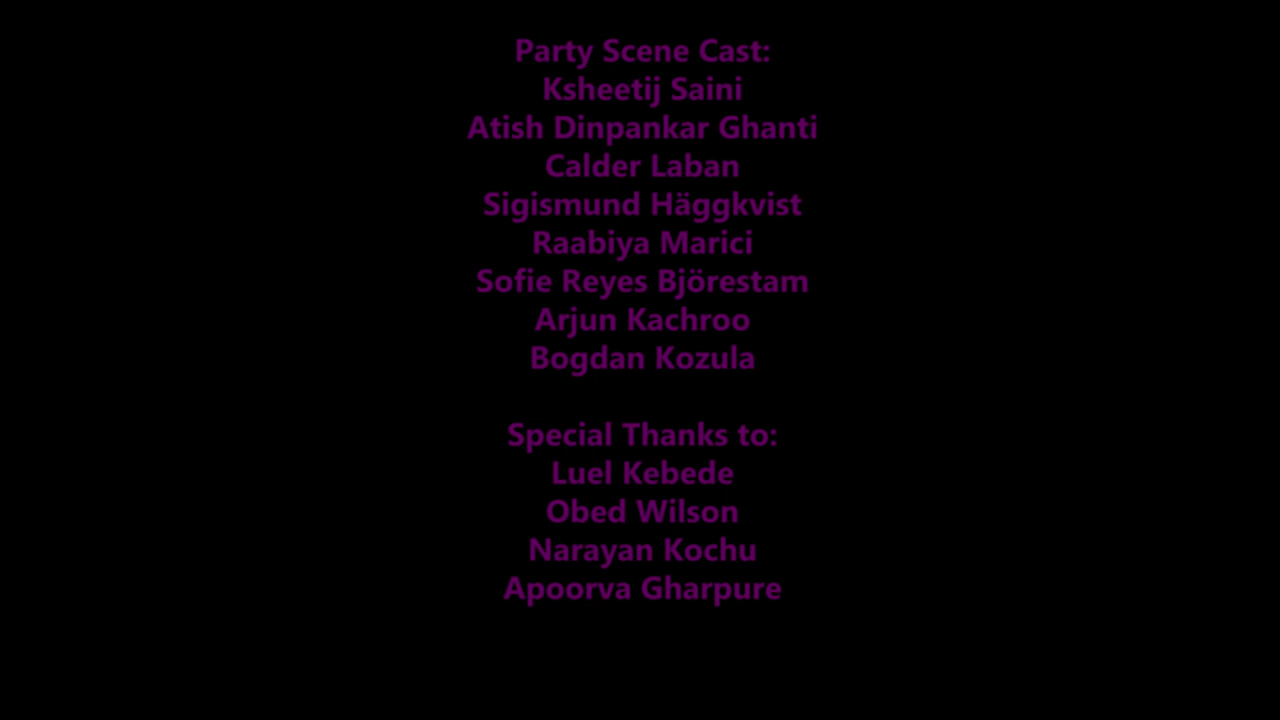 Party Scene Cast:
Ksheetij Saini
Atish Dinpankar Ghanti
Calder Laban
Sigismund Häggkvist
Raabiya Marici
Sofie Reyes Björestam
Arjun Kachroo
Bogdan Kozula
Special Thanks to:
Luel Kebede
Obed Wilson
Narayan Kochu
Apoorva Gharpure